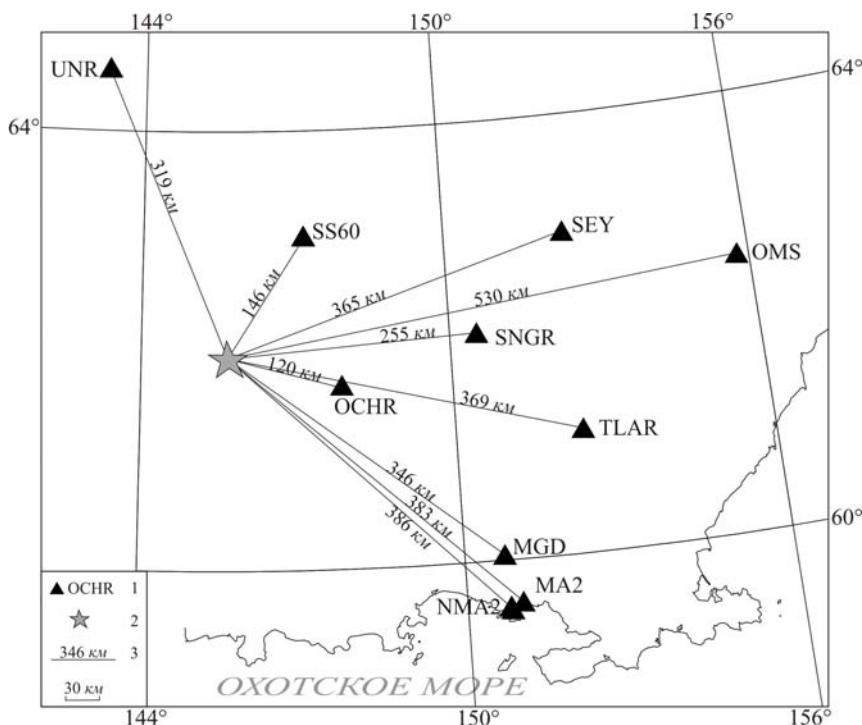 144°
150°
156°
UNR
64°
64°
319 км
SS60
SEY
OMS
146 км
365 км
530 км
255 км
SNGR
120 км
OCHR
369 км
TLAR
346 км
383 км
386 км
60°
MGD
MA2
NMA2
OCHR 1
2
346 км 3
30 км
ОХОТСКОЕ МОРЕ
144°
150°
156°